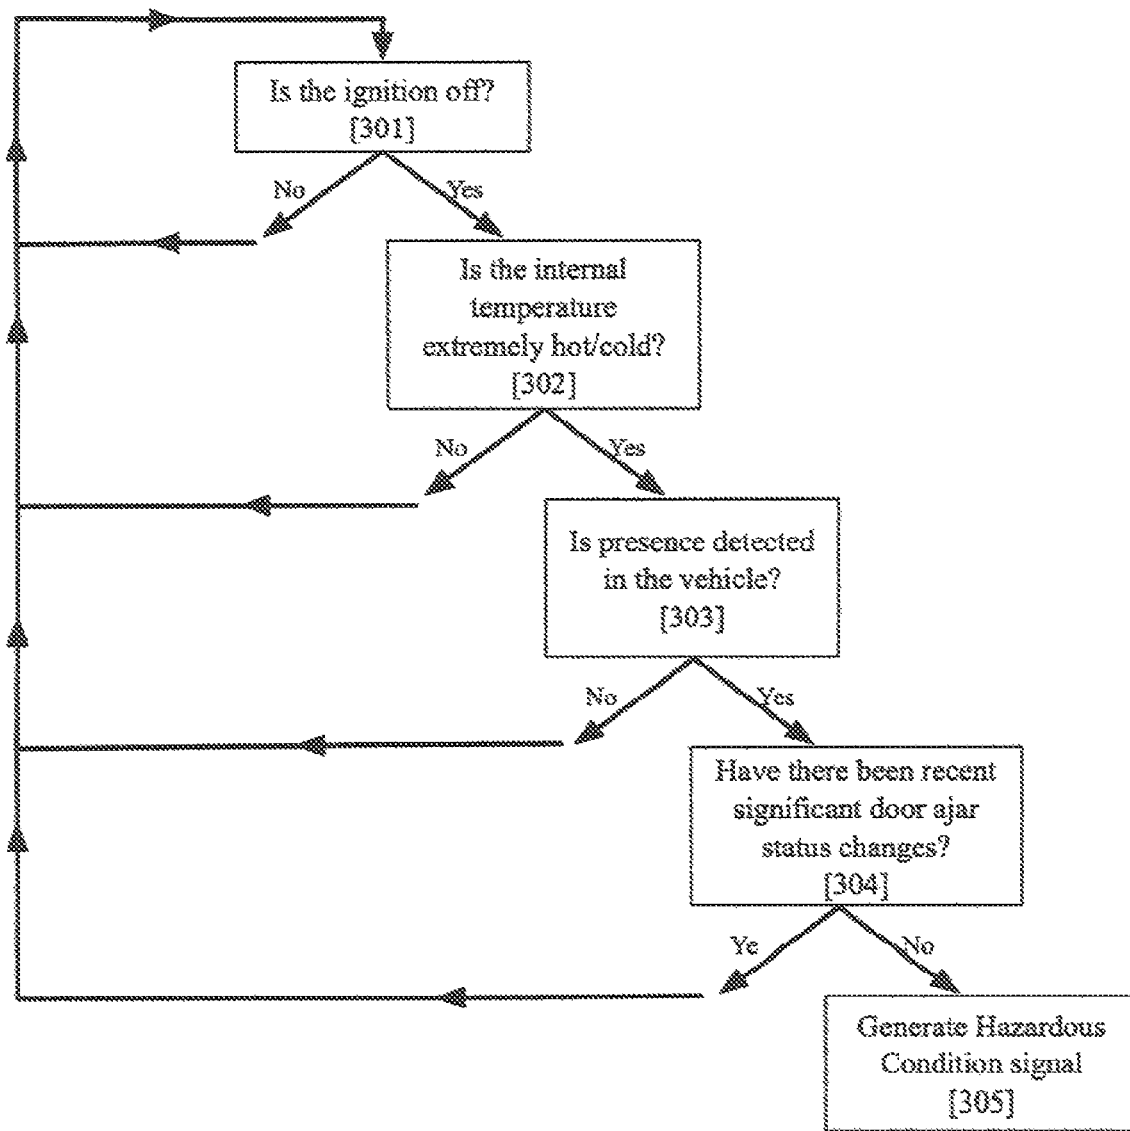 Is the ignition off?
[301]
No
Yes
Is the internal
temperature
extremely hot/cold?
[302]
No
Yes
Is presence detected
in the vehicle?
[303]
No
Yes
Have there been recent
significant door ajar
status changes?
[304]
Ye
No
Generate Hazardous
Condition signal
[305]